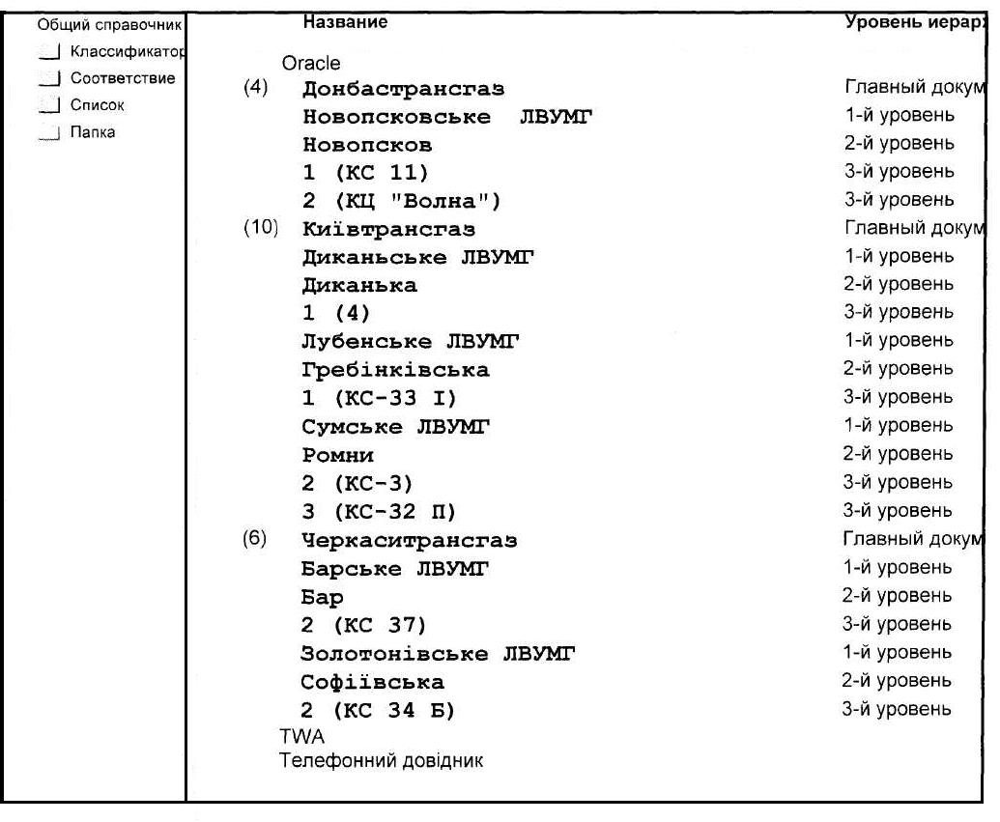 Общий справочник
Классификатор
Соответствие
Список
Папка
Название Уровень иерар
Oracle
(4) Донбастрансгаз Главный докум
Новопсковське ЛВУМГ 1-й уровень
Новопсков 2-й уровень
1 (КС 11) 3-й уровень
2 (КЦ "Волна") 3-й уровень
(10) Київтрансгаз Главный докум
Диканьське ЛВУМГ 1-й уровень
Диканька 2-й уровень
1 (4) 3-й уровень
Лубенське ЛВУМГ 1-й уровень
Гребінківська 2-й уровень
1 (КС-33 І) 3-й уровень
Сумське ЛВУМГ 1-й уровень
Ромни 2-й уровень
2 (КС-3) 3-й уровень
3 (КС-32 П) 3-й уровень
(6) Черкаситрансгаз Главный докум
Барське ЛВУМГ 1-й уровень
Бар 2-й уровень
2 (КС 37) 3-й уровень
Золотонівське ЛВУМГ 1-й уровень
Софіївська 2-й уровень
2 (КС 34 Б) 3-й уровень
TWA
Телефонний довідник